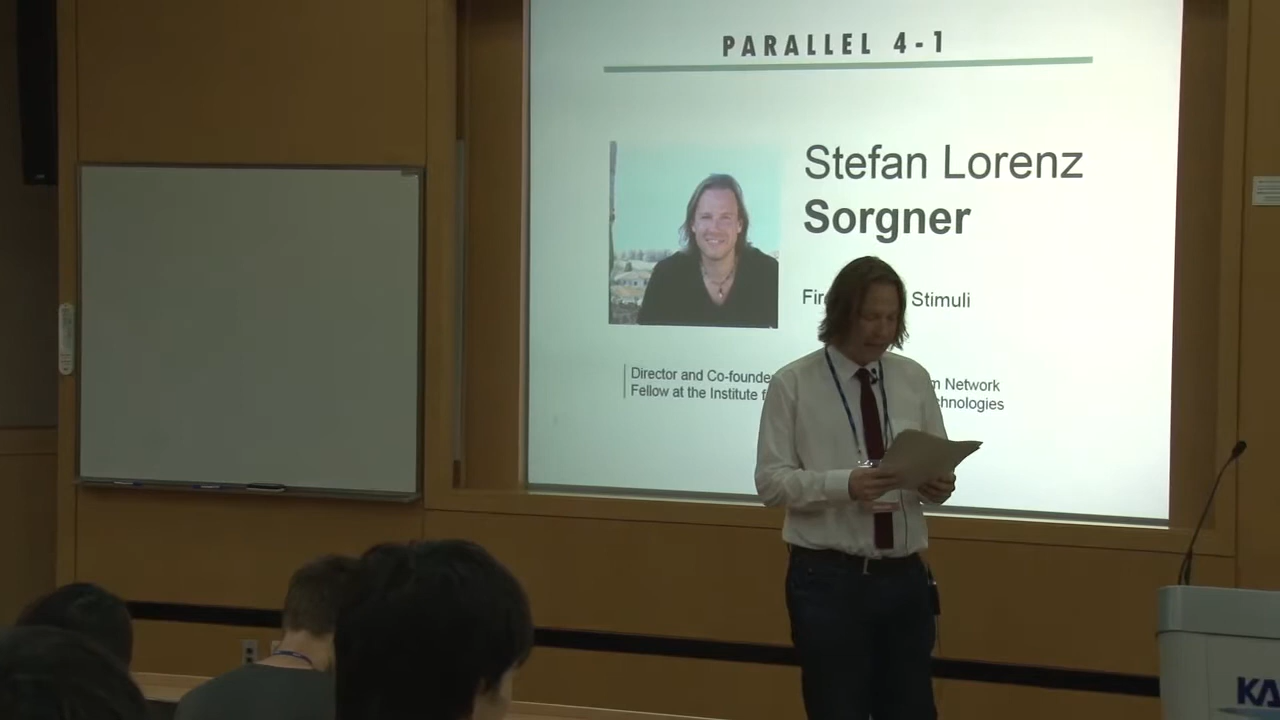 PARALLEL 4-1
Stefan Lorenz
Sorgner
Stimuli
Director and Co-founde
Network
Fellow at the Institute
chnologies
KA